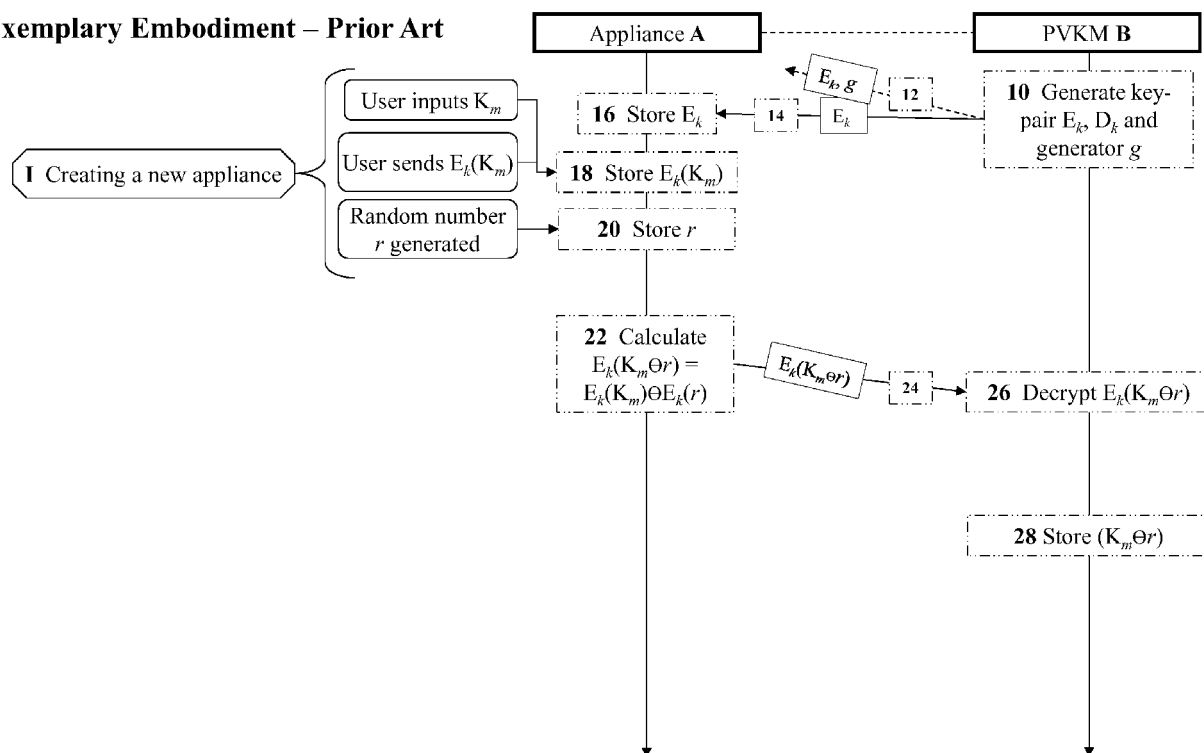 xemplary Embodiment – Prior Art
Appliance A
PVKM B
User inputs Kₘ
User sends Eₖ(Kₘ)
Random number
r generated
I Creating a new appliance
16 Store Eₖ
18 Store Eₖ(Kₘ)
20 Store r
Eₖ, g
12
14
Eₖ
10 Generate key-
pair Eₖ, Dₖ and
generator g
22 Calculate
Eₖ(KₘΘr) =
Eₖ(Kₘ)ΘEₖ(r)
Eₖ(KₘΘr)
24
26 Decrypt Eₖ(KₘΘr)
28 Store (KₘΘr)